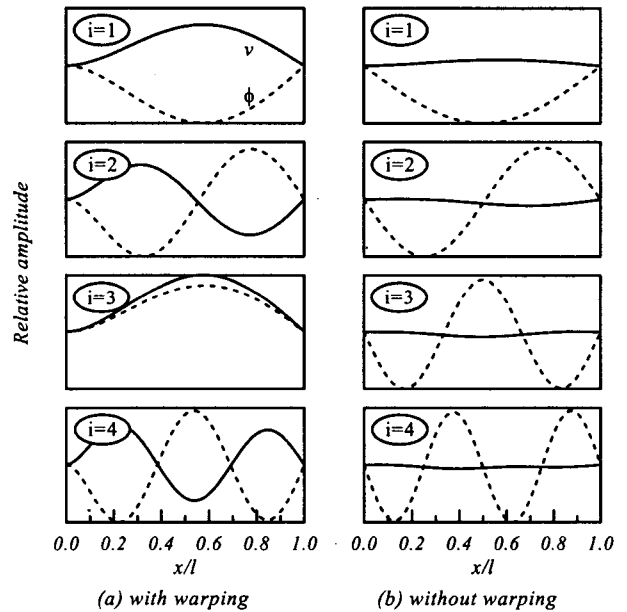 Relative amplitude
i=1
v
ϕ
i=2
i=3
i=4
0.0 0.2 0.4 0.6 0.8 1.0
x/l
(a) with warping
i=1
i=2
i=3
i=4
0.0 0.2 0.4 0.6 0.8 1.0
x/l
(b) without warping